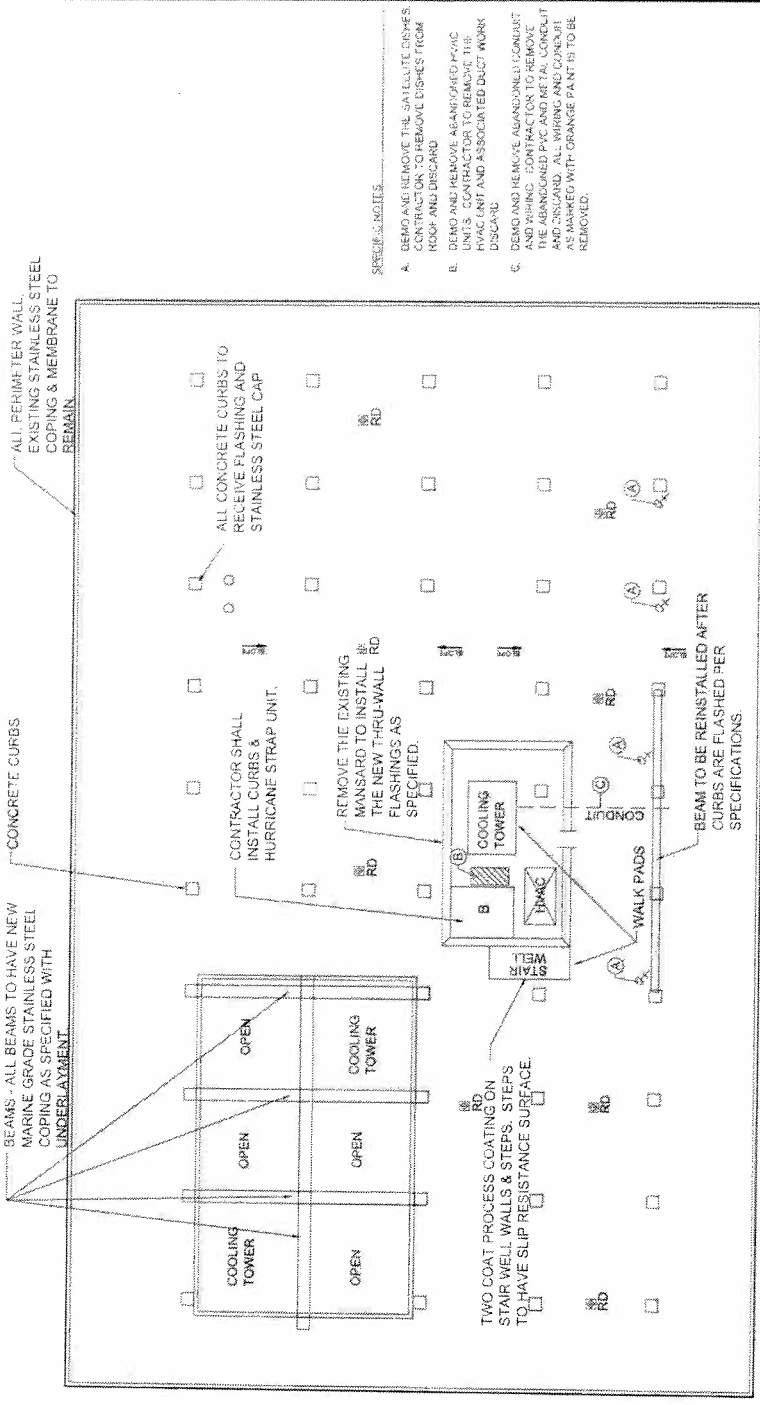 BEAMS - ALL BEAMS TO HAVE NEW
MARINE GRADE STAINLESS STEEL
COPING AS SPECIFIED WITH
UNDERLAYMENT
CONCRETE CURBS
ALL PERIMETER WALL,
EXISTING STAINLESS STEEL
COPING & MEMBRANE TO
REMAIN
COOLING
TOWER
OPEN
OPEN
OPEN
OPEN
COOLING
TOWER
ALL CONCRETE CURBS TO
RECEIVE FLASHING AND
STAINLESS STEEL CAP
CONTRACTOR SHALL
INSTALL CURBS &
HURRICANE STRAP UNIT.
REMOVE THE EXISTING
MANSARD TO INSTALL
THE NEW THRU-WALL
FLASHINGS AS
SPECIFIED.
RD
RD
RD
RD
RD
RD
RD
RD
STAIR
WELL
B
B
HVAC
COOLING
TOWER
C
CONDUIT
TWO COAT PROCESS COATING ON
STAIR WELL WALLS & STEPS. STEPS
TO HAVE SLIP RESISTANCE SURFACE.
WALK PADS
A
A
A
A
BEAM TO BE REINSTALLED AFTER
CURBS ARE FLASHED PER
SPECIFICATIONS.
SPECIFIC NOTES
A. DEMO AND REMOVE THE SATELLITE DISHES.
CONTRACTOR TO REMOVE DISHES FROM
ROOF AND DISCARD
B. DEMO AND REMOVE ABANDONED HVAC
UNITS. CONTRACTOR TO REMOVE THE
HVAC UNIT AND ASSOCIATED DUCT WORK
DISCARD
C. DEMO AND REMOVE ABANDONED CONDUIT
AND WIRING. CONTRACTOR TO REMOVE
THE ABANDONED PVC AND METAL CONDUIT
AND DISCARD. ALL WIRING AND CONDUIT
AS MARKED WITH ORANGE PAINT IS TO BE
REMOVED.